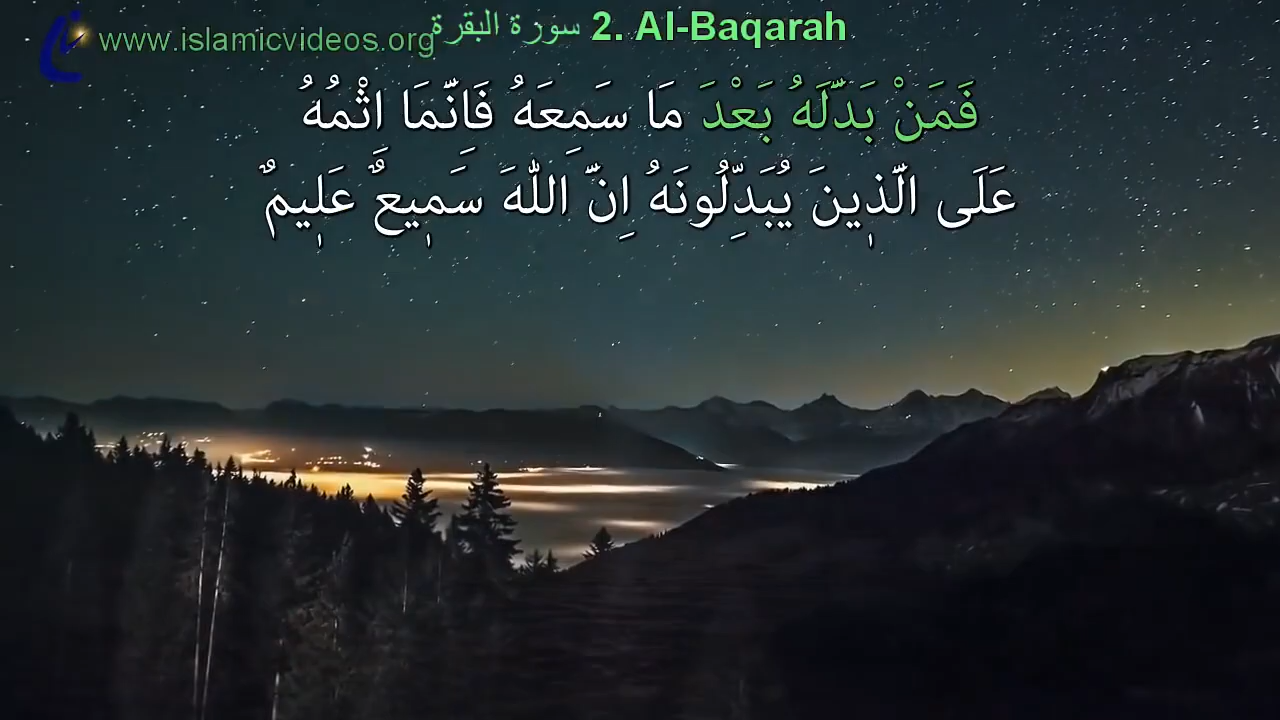 www.islamicvideos.org
سورة البقرة 2. Al-Baqarah
فَمَنْ بَدَّلَهُ بَعْدَ مَا سَمِعَهُ فَاِنَّمَا اِثْمُهُ
عَلَى الَّذٖينَ يُبَدِّلُونَهُ اِنَّ اللّٰهَ سَمٖيعٌ عَلٖيمٌ